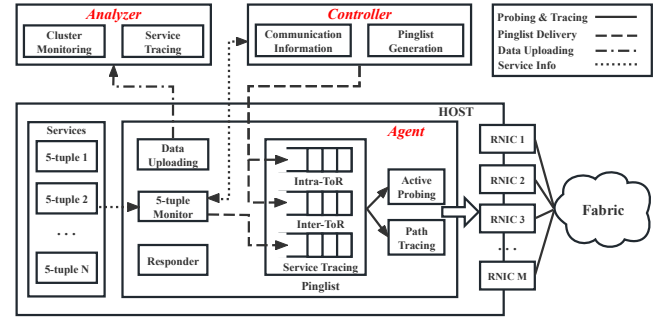 Analyzer
Cluster
Monitoring
Service
Tracing
Controller
Communication
Information
Pinglist
Generation
Probing & Tracing
Pinglist Delivery
Data Uploading
Service Info
HOST
Services
5-tuple 1
5-tuple 2
. . .
5-tuple N
Agent
Data
Uploading
5-tuple
Monitor
Responder
Intra-ToR
Inter-ToR
Service Tracing
Pinglist
Active
Probing
Path
Tracing
RNIC 1
RNIC 2
RNIC 3
. . .
RNIC M
Fabric